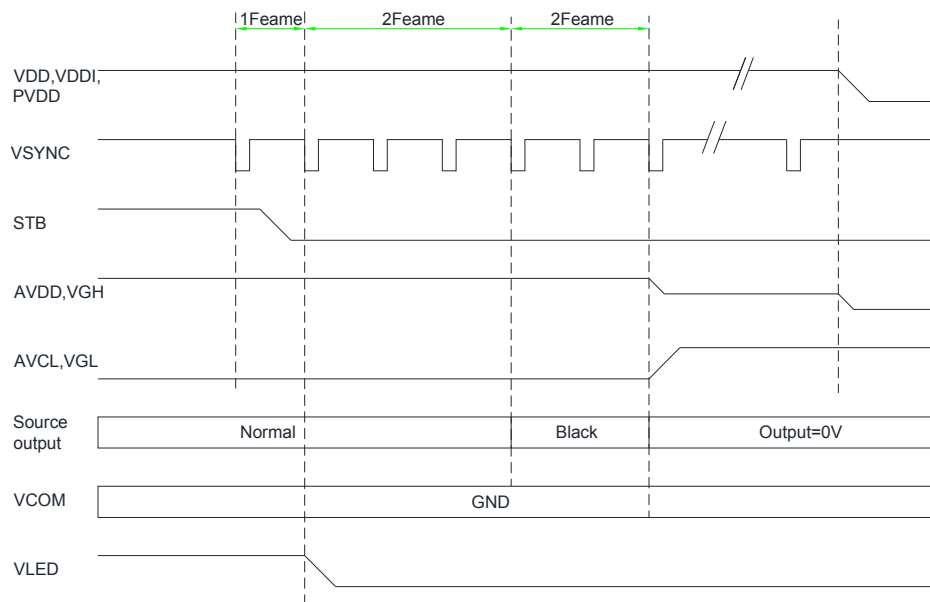 1Feame
2Feame
2Feame
VDD,VDDI,
PVDD
VSYNC
STB
AVDD,VGH
AVCL,VGL
Source
output
Normal
Black
Output=0V
VCOM
GND
VLED